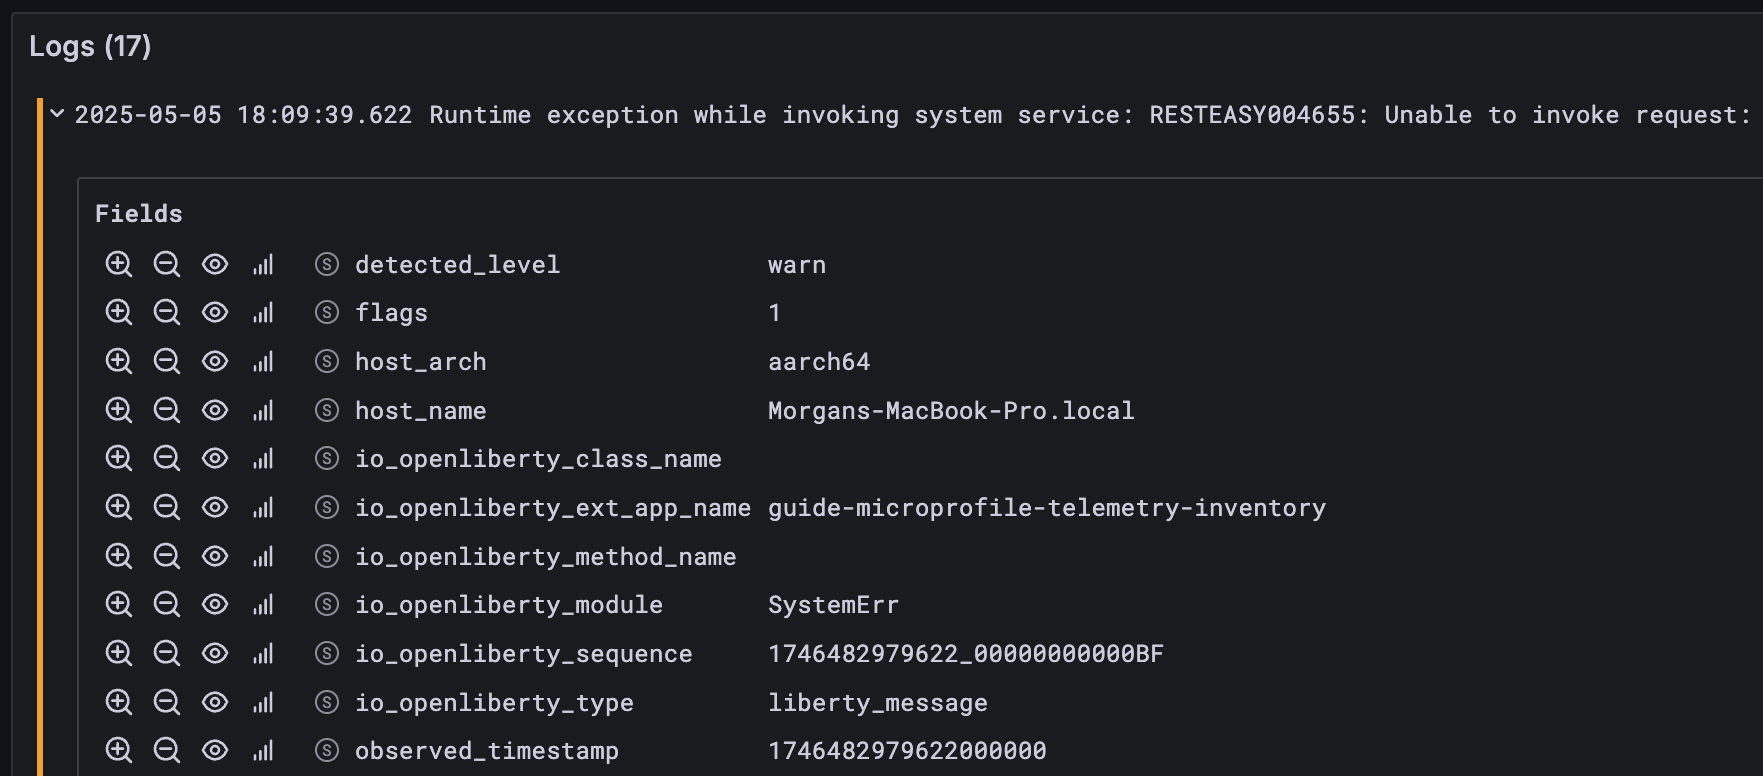 Logs (17)
2025-05-05 18:09:39.622 Runtime exception while invoking system service: RESTEASY004655: Unable to invoke request:
Fields
S detected_level warn
S flags 1
S host_arch aarch64
S host_name Morgans-MacBook-Pro.local
S io_openliberty_class_name
S io_openliberty_ext_app_name guide-microprofile-telemetry-inventory
S io_openliberty_method_name
S io_openliberty_module SystemErr
S io_openliberty_sequence 1746482979622_00000000000BF
S io_openliberty_type liberty_message
S observed_timestamp 1746482979622000000